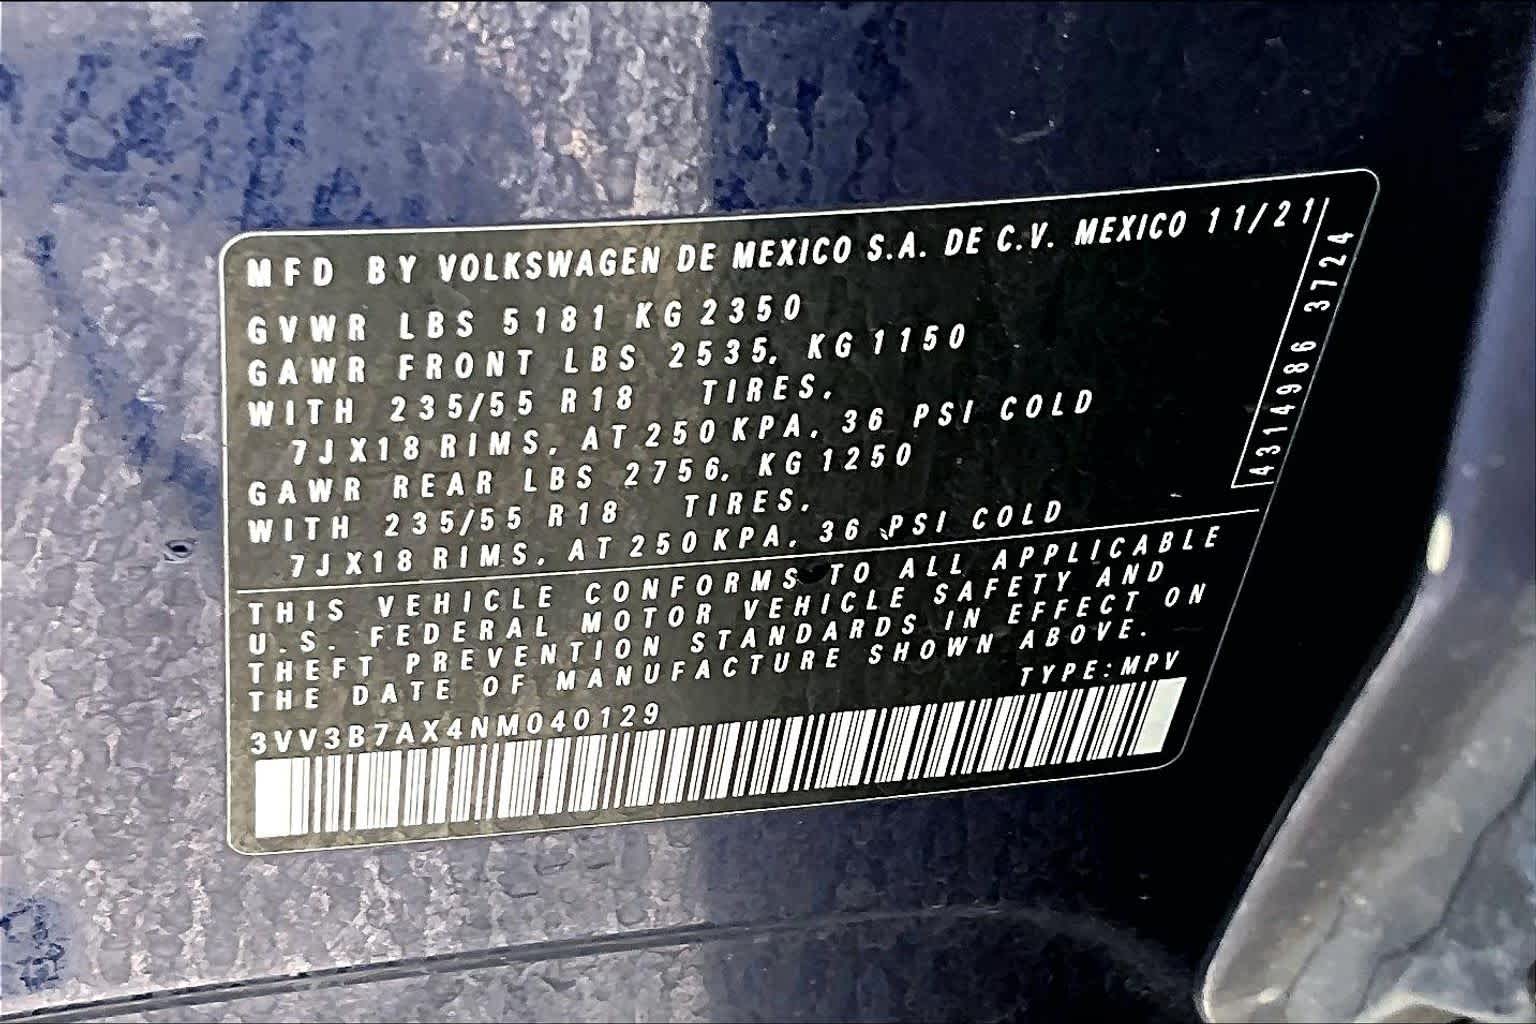 MFD BY VOLKSWAGEN DE MEXICO S.A. DE C.V. MEXICO 11/21
GVWR LBS 5181 KG 2350
GAWR FRONT LBS 2535. KG 1150
WITH 235/55 R18 TIRES.
7JX18 RIMS. AT 250 KPA. 36 PSI COLD
GAWR REAR LBS 2756. KG 1250
WITH 235/55 R18 TIRES.
7JX18 RIMS. AT 250 KPA. 36 PSI COLD
4314986 3724
THIS VEHICLE CONFORMS TO ALL APPLICABLE
U.S. FEDERAL MOTOR VEHICLE SAFETY AND
THEFT PREVENTION STANDARDS IN EFFECT ON
THE DATE OF MANUFACTURE SHOWN ABOVE.
TYPE: MPV
3VV3B7AX4NM040129